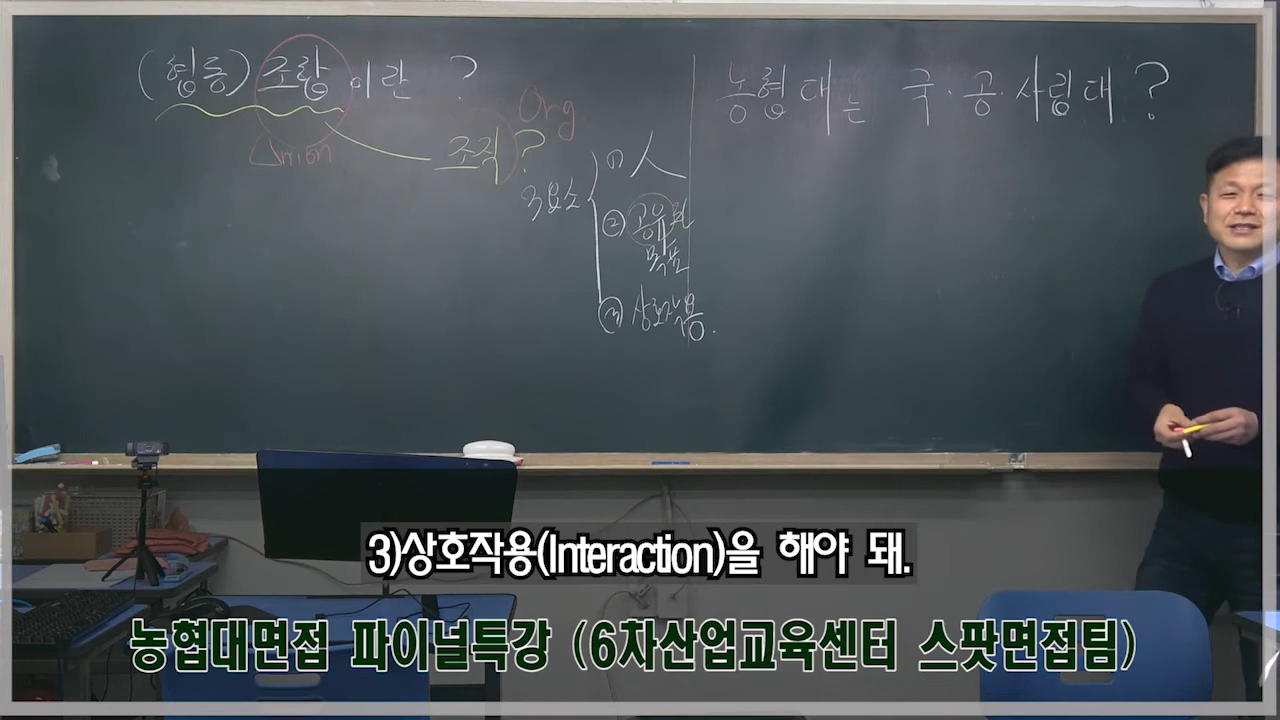 (협동) 조합이란 ?
Union
조직 ?
Org
3요소
(1) 人
② 공유된
목표
③ 상호작용.
농협대는 국·공·사립대 ?
3)상호작용(Interaction)을 해야 돼.
농협대면접 파이널특강 (6차산업교육센터 스팟면접팀)